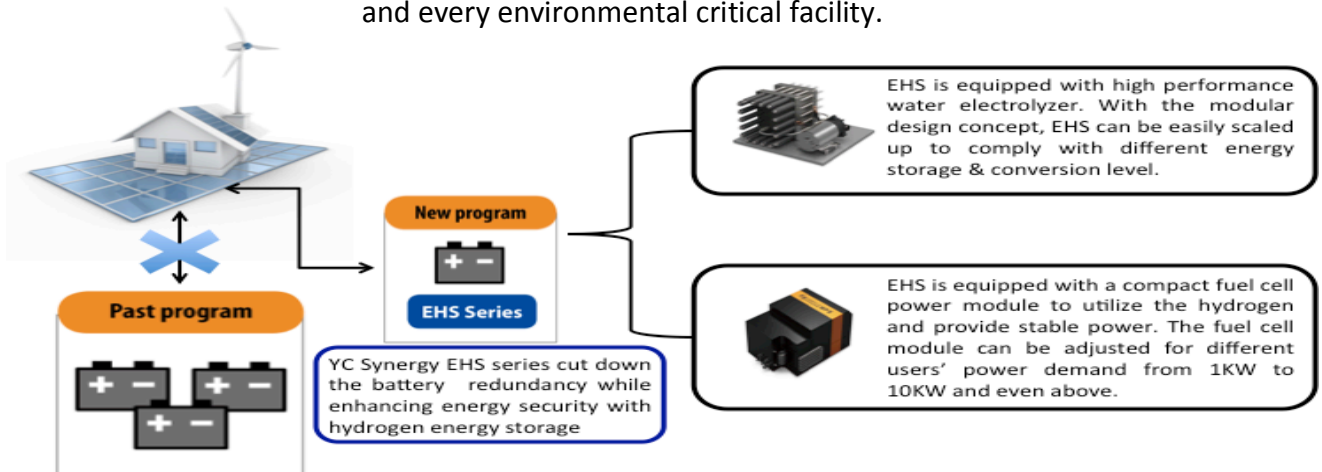 and every environmental critical facility.
EHS is equipped with high performance
water electrolyzer. With the modular
design concept, EHS can be easily scaled
up to comply with different energy
storage & conversion level.
New program
+ −
EHS Series
YC Synergy EHS series cut down
the battery redundancy while
enhancing energy security with
hydrogen energy storage
Past program
+ −
+ −
+ −
EHS is equipped with a compact fuel cell
power module to utilize the hydrogen
and provide stable power. The fuel cell
module can be adjusted for different
users’ power demand from 1KW to
10KW and even above.